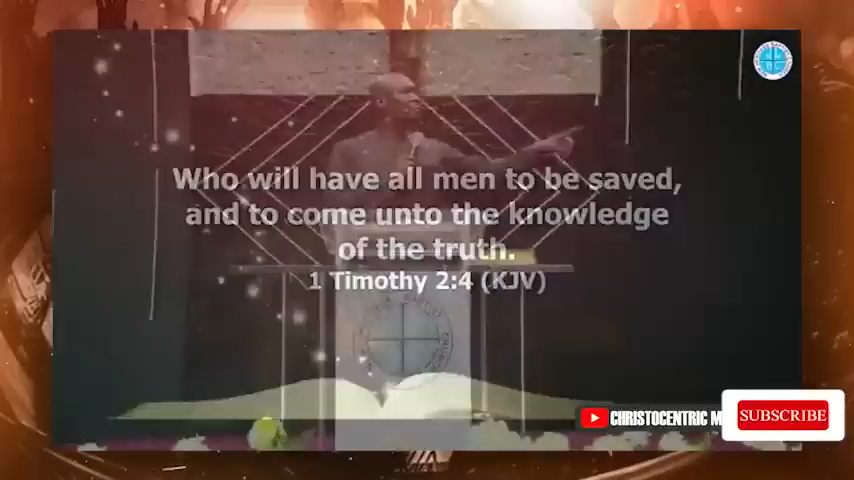 Who will have all men to be saved,
and to come unto the knowledge
of the truth.
1 Timothy 2:4 (KJV)
CHRISTOCENTRIC M
SUBSCRIBE